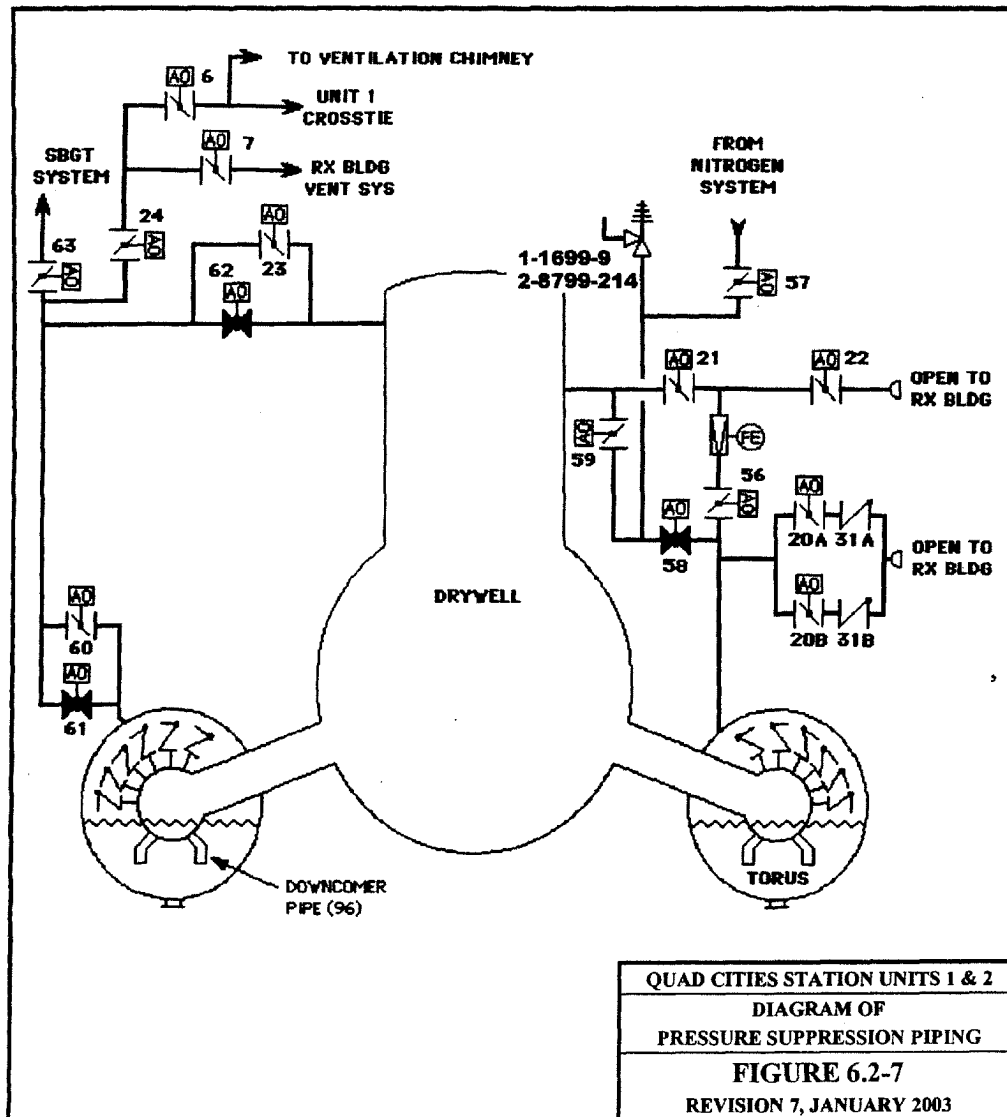 TO VENTILATION CHIMNEY
AO 6
UNIT 1
CROSSTIE
AO 7
RX BLDG
VENT SYS
SBGT
SYSTEM
24
AO
63
AO
AO
23
62
AO
FROM
NITROGEN
SYSTEM
1-1699-9
2-8799-214
AO 57
AO 21
AO 22
OPEN TO
RX BLDG
AO
59
FE
56
AO
AO
58
AO
20A 31A
OPEN TO
RX BLDG
AO
20B 31B
DRYWELL
AO
60
AO
61
DOWNCOMER
PIPE (96)
TORUS
QUAD CITIES STATION UNITS 1 & 2
DIAGRAM OF
PRESSURE SUPPRESSION PIPING
FIGURE 6.2-7
REVISION 7, JANUARY 2003